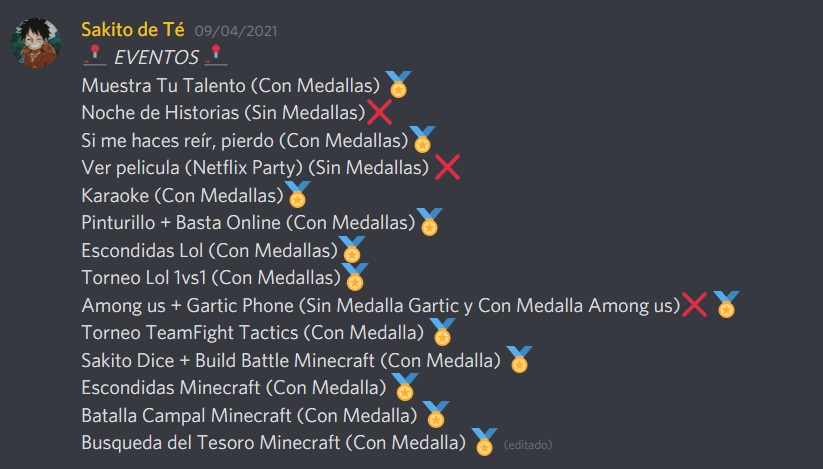 Sakito de Té 09/04/2021
🕹️ EVENTOS 🕹️
Muestra Tu Talento (Con Medallas) 🏅
Noche de Historias (Sin Medallas)❌
Si me haces reír, pierdo (Con Medallas)🏅
Ver pelicula (Netflix Party) (Sin Medallas) ❌
Karaoke (Con Medallas)🏅
Pinturillo + Basta Online (Con Medallas)🏅
Escondidas Lol (Con Medallas)🏅
Torneo Lol 1vs1 (Con Medallas)🏅
Among us + Gartic Phone (Sin Medalla Gartic y Con Medalla Among us)❌ 🏅
Torneo TeamFight Tactics (Con Medalla) 🏅
Sakito Dice + Build Battle Minecraft (Con Medalla) 🏅
Escondidas Minecraft (Con Medalla) 🏅
Batalla Campal Minecraft (Con Medalla) 🏅
Busqueda del Tesoro Minecraft (Con Medalla) 🏅 (editado)